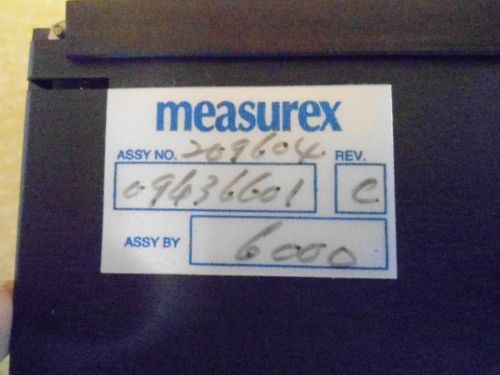 measurex
ASSY NO. 209604 REV.
09436601 C
ASSY BY 6000